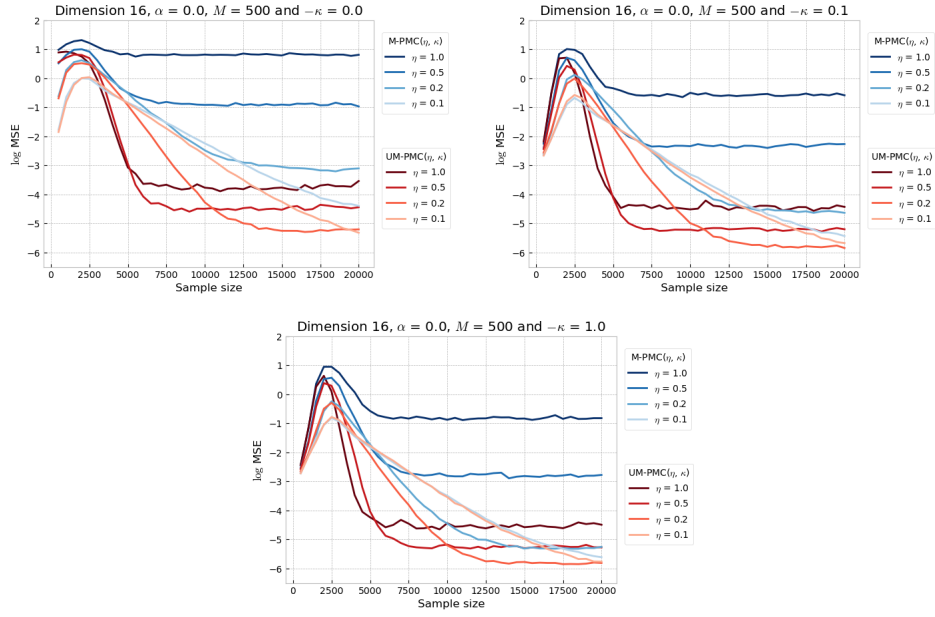 Dimension 16, α = 0.0, M = 500 and −κ = 0.0
log MSE
2
1
0
−1
−2
−3
−4
−5
−6
0
2500
5000
7500
10000
12500
15000
17500
20000
Sample size
M-PMC(η, κ)
η = 1.0
η = 0.5
η = 0.2
η = 0.1
UM-PMC(η, κ)
η = 1.0
η = 0.5
η = 0.2
η = 0.1
Dimension 16, α = 0.0, M = 500 and −κ = 0.1
log MSE
2
1
0
−1
−2
−3
−4
−5
−6
0
2500
5000
7500
10000
12500
15000
17500
20000
Sample size
M-PMC(η, κ)
η = 1.0
η = 0.5
η = 0.2
η = 0.1
UM-PMC(η, κ)
η = 1.0
η = 0.5
η = 0.2
η = 0.1
Dimension 16, α = 0.0, M = 500 and −κ = 1.0
log MSE
2
1
0
−1
−2
−3
−4
−5
−6
0
2500
5000
7500
10000
12500
15000
17500
20000
Sample size
M-PMC(η, κ)
η = 1.0
η = 0.5
η = 0.2
η = 0.1
UM-PMC(η, κ)
η = 1.0
η = 0.5
η = 0.2
η = 0.1